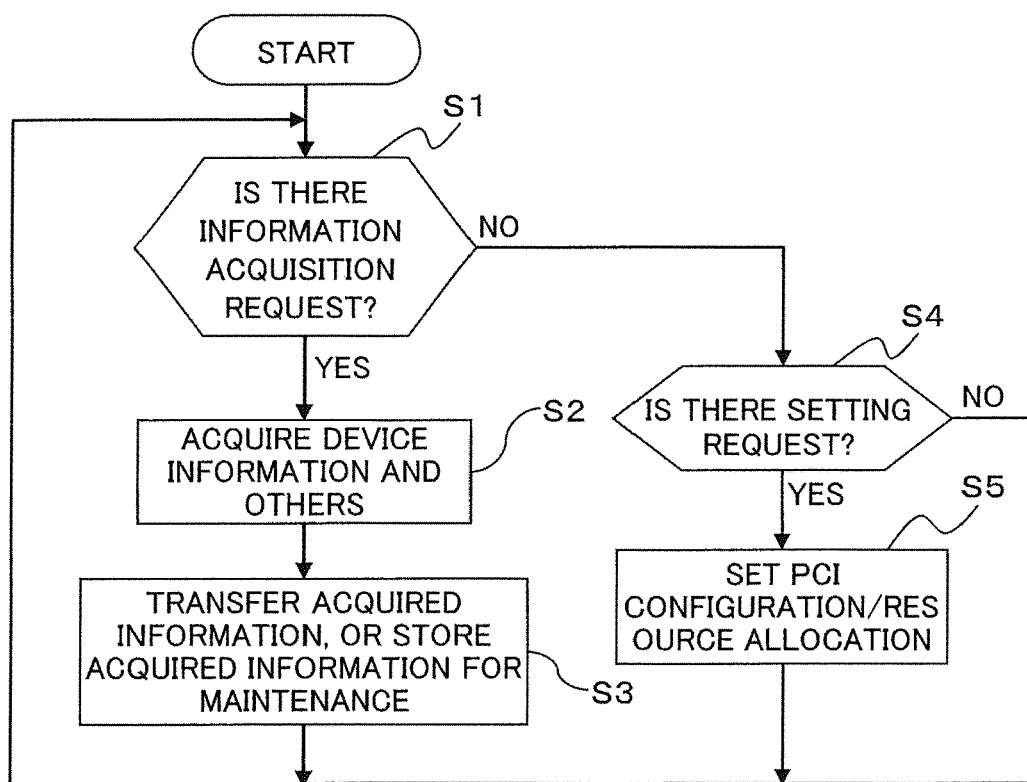 START
S1
IS THERE
INFORMATION
ACQUISITION
REQUEST?
NO
YES
S2
ACQUIRE DEVICE
INFORMATION AND
OTHERS
TRANSFER ACQUIRED
INFORMATION, OR STORE
ACQUIRED INFORMATION FOR
MAINTENANCE
S3
S4
IS THERE SETTING
REQUEST?
NO
YES
S5
SET PCI
CONFIGURATION/RES
OURCE ALLOCATION